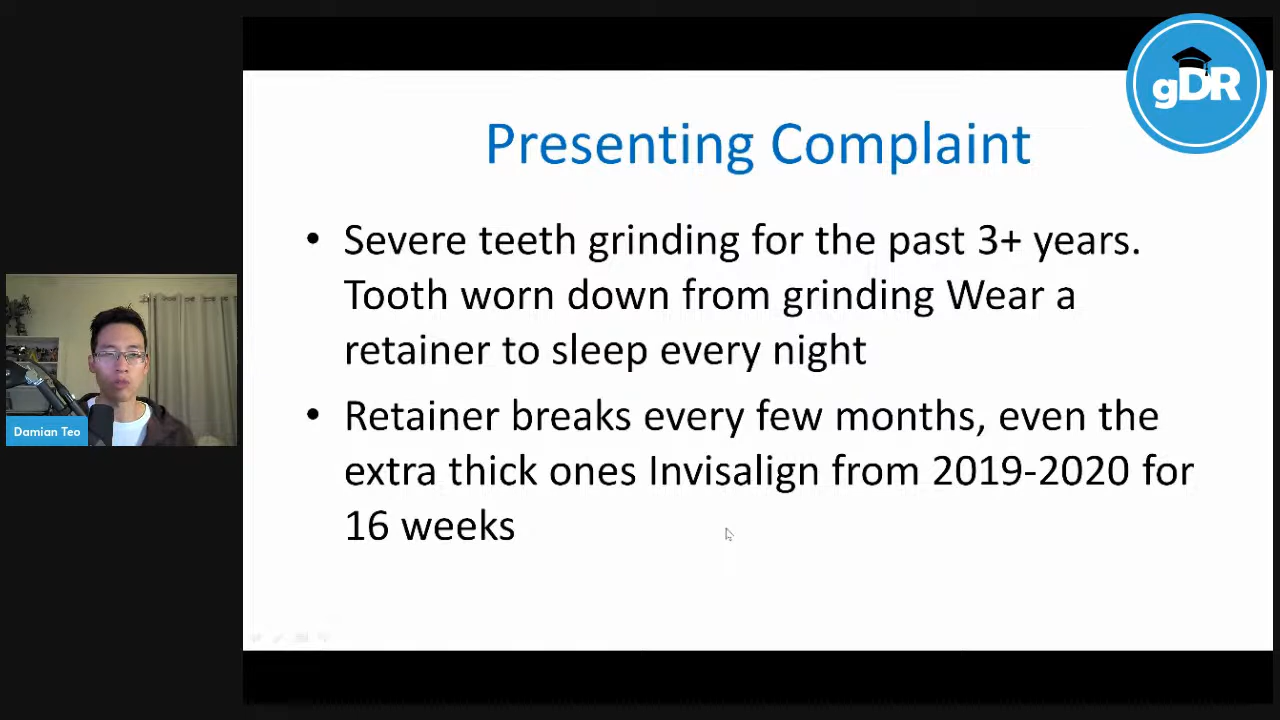 gDR
Presenting Complaint
• Severe teeth grinding for the past 3+ years.
Tooth worn down from grinding Wear a
retainer to sleep every night
• Retainer breaks every few months, even the
extra thick ones Invisalign from 2019-2020 for
16 weeks
Damian Teo